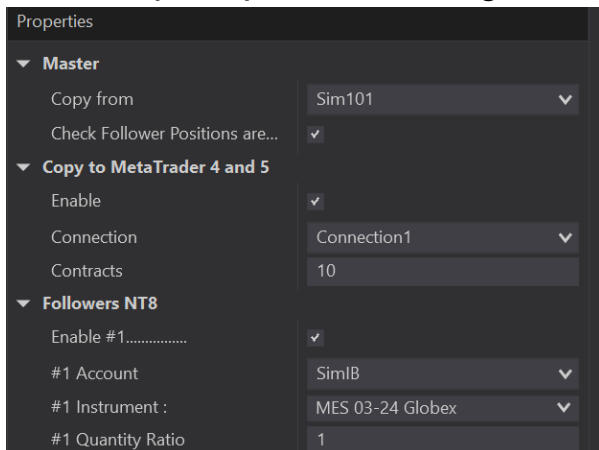 Properties
Master
Copy from Sim101
Check Follower Positions are...
Copy to MetaTrader 4 and 5
Enable
Connection Connection1
Contracts 10
Followers NT8
Enable #1................
#1 Account SimIB
#1 Instrument : MES 03-24 Globex
#1 Quantity Ratio 1